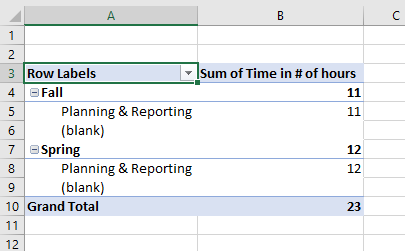 A B C
1
2
3 Row Labels Sum of Time in # of hours
4 Fall 11
5 Planning & Reporting 11
6 (blank)
7 Spring 12
8 Planning & Reporting 12
9 (blank)
10 Grand Total 23
11
12